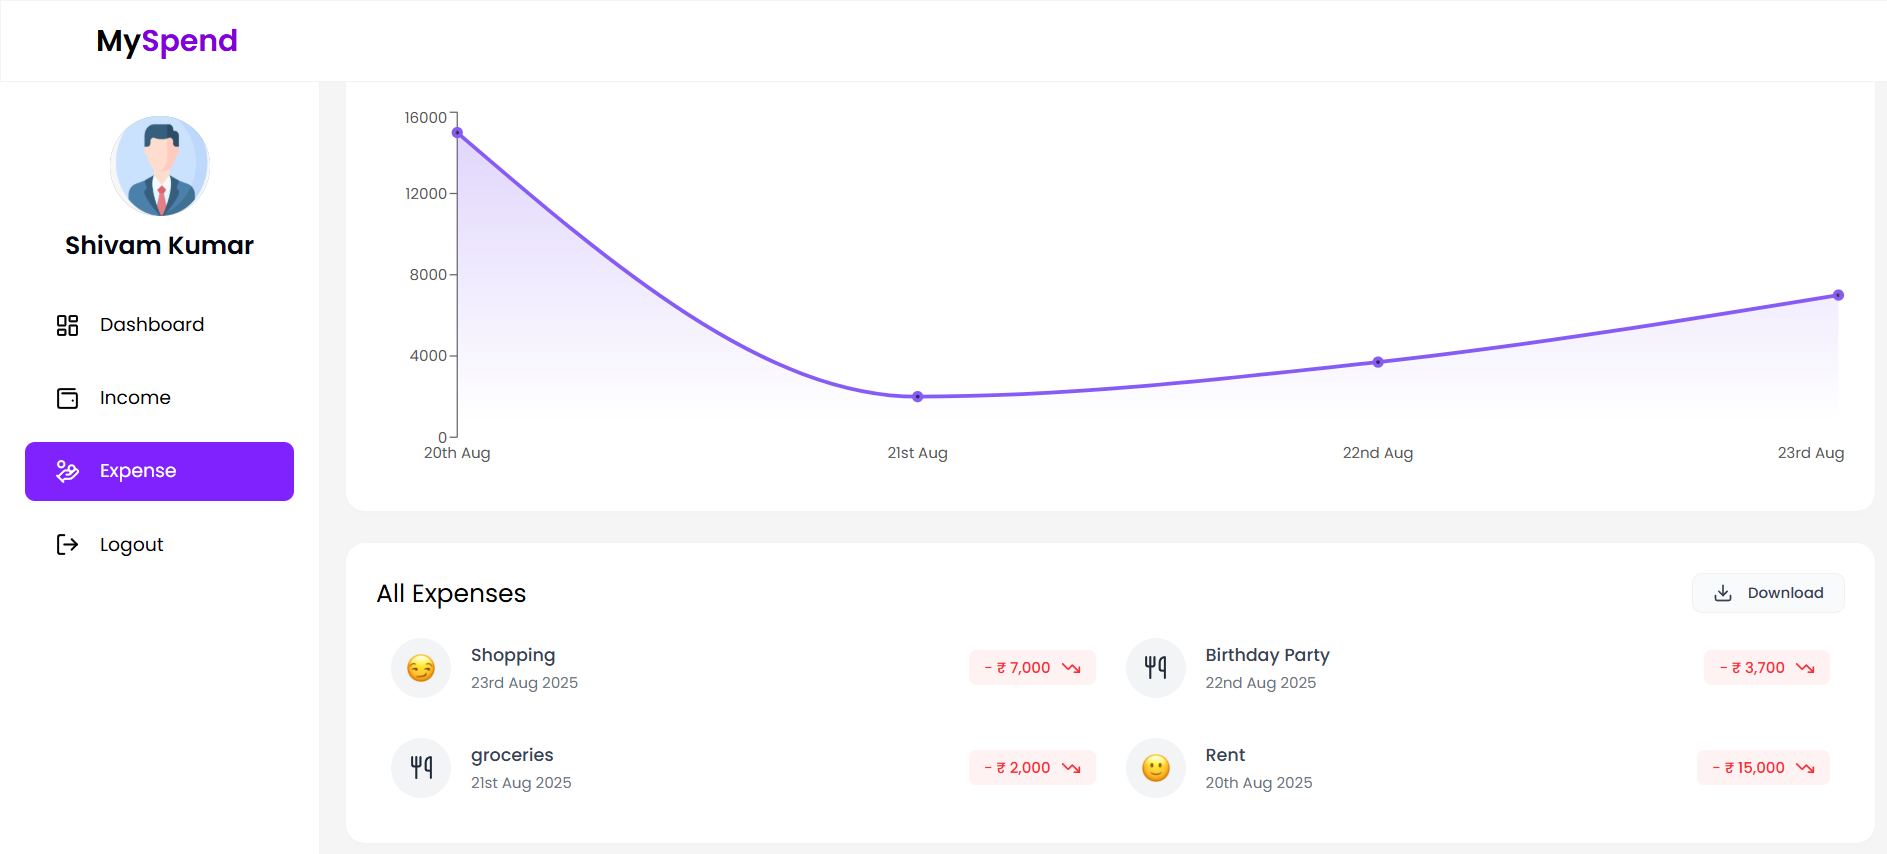 MySpend
Shivam Kumar
Dashboard
Income
Expense
Logout
16000
12000
8000
4000
0
20th Aug
21st Aug
22nd Aug
23rd Aug
All Expenses
Download
Shopping
23rd Aug 2025
- ₹ 7,000
Birthday Party
22nd Aug 2025
- ₹ 3,700
groceries
21st Aug 2025
- ₹ 2,000
Rent
20th Aug 2025
- ₹ 15,000